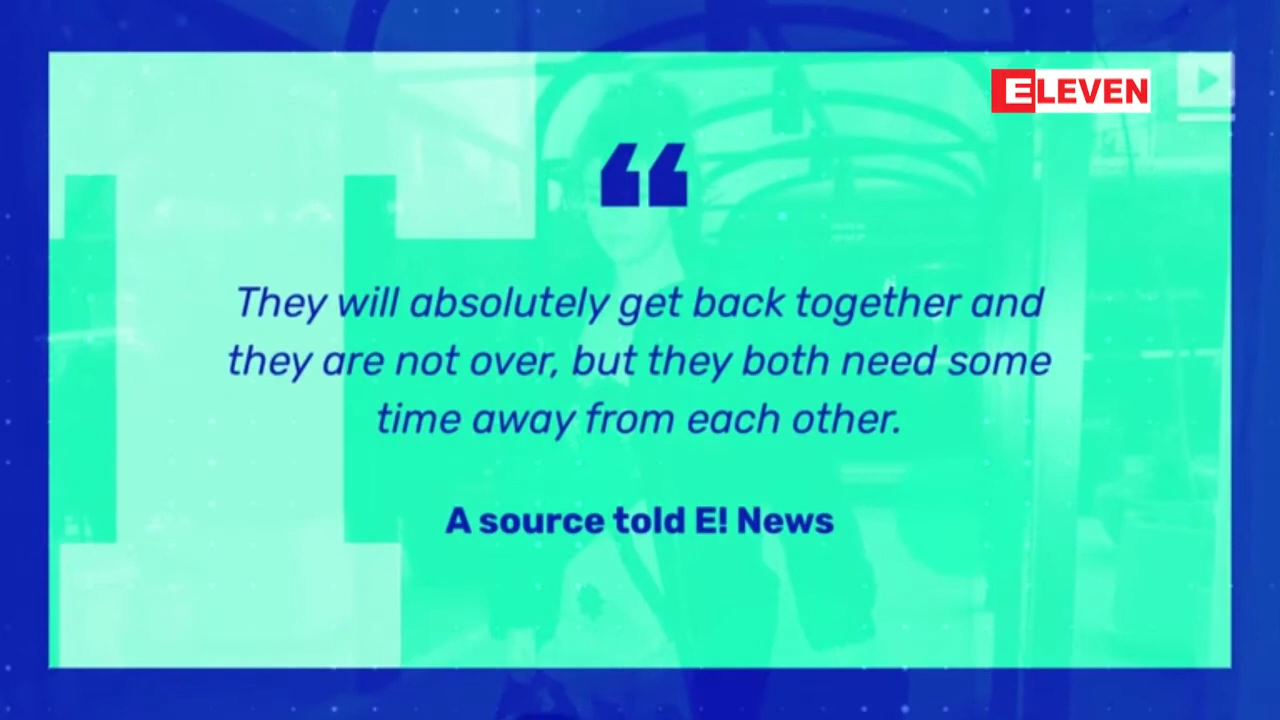 ELEVEN
“
They will absolutely get back together and
they are not over, but they both need some
time away from each other.
A source told E! News